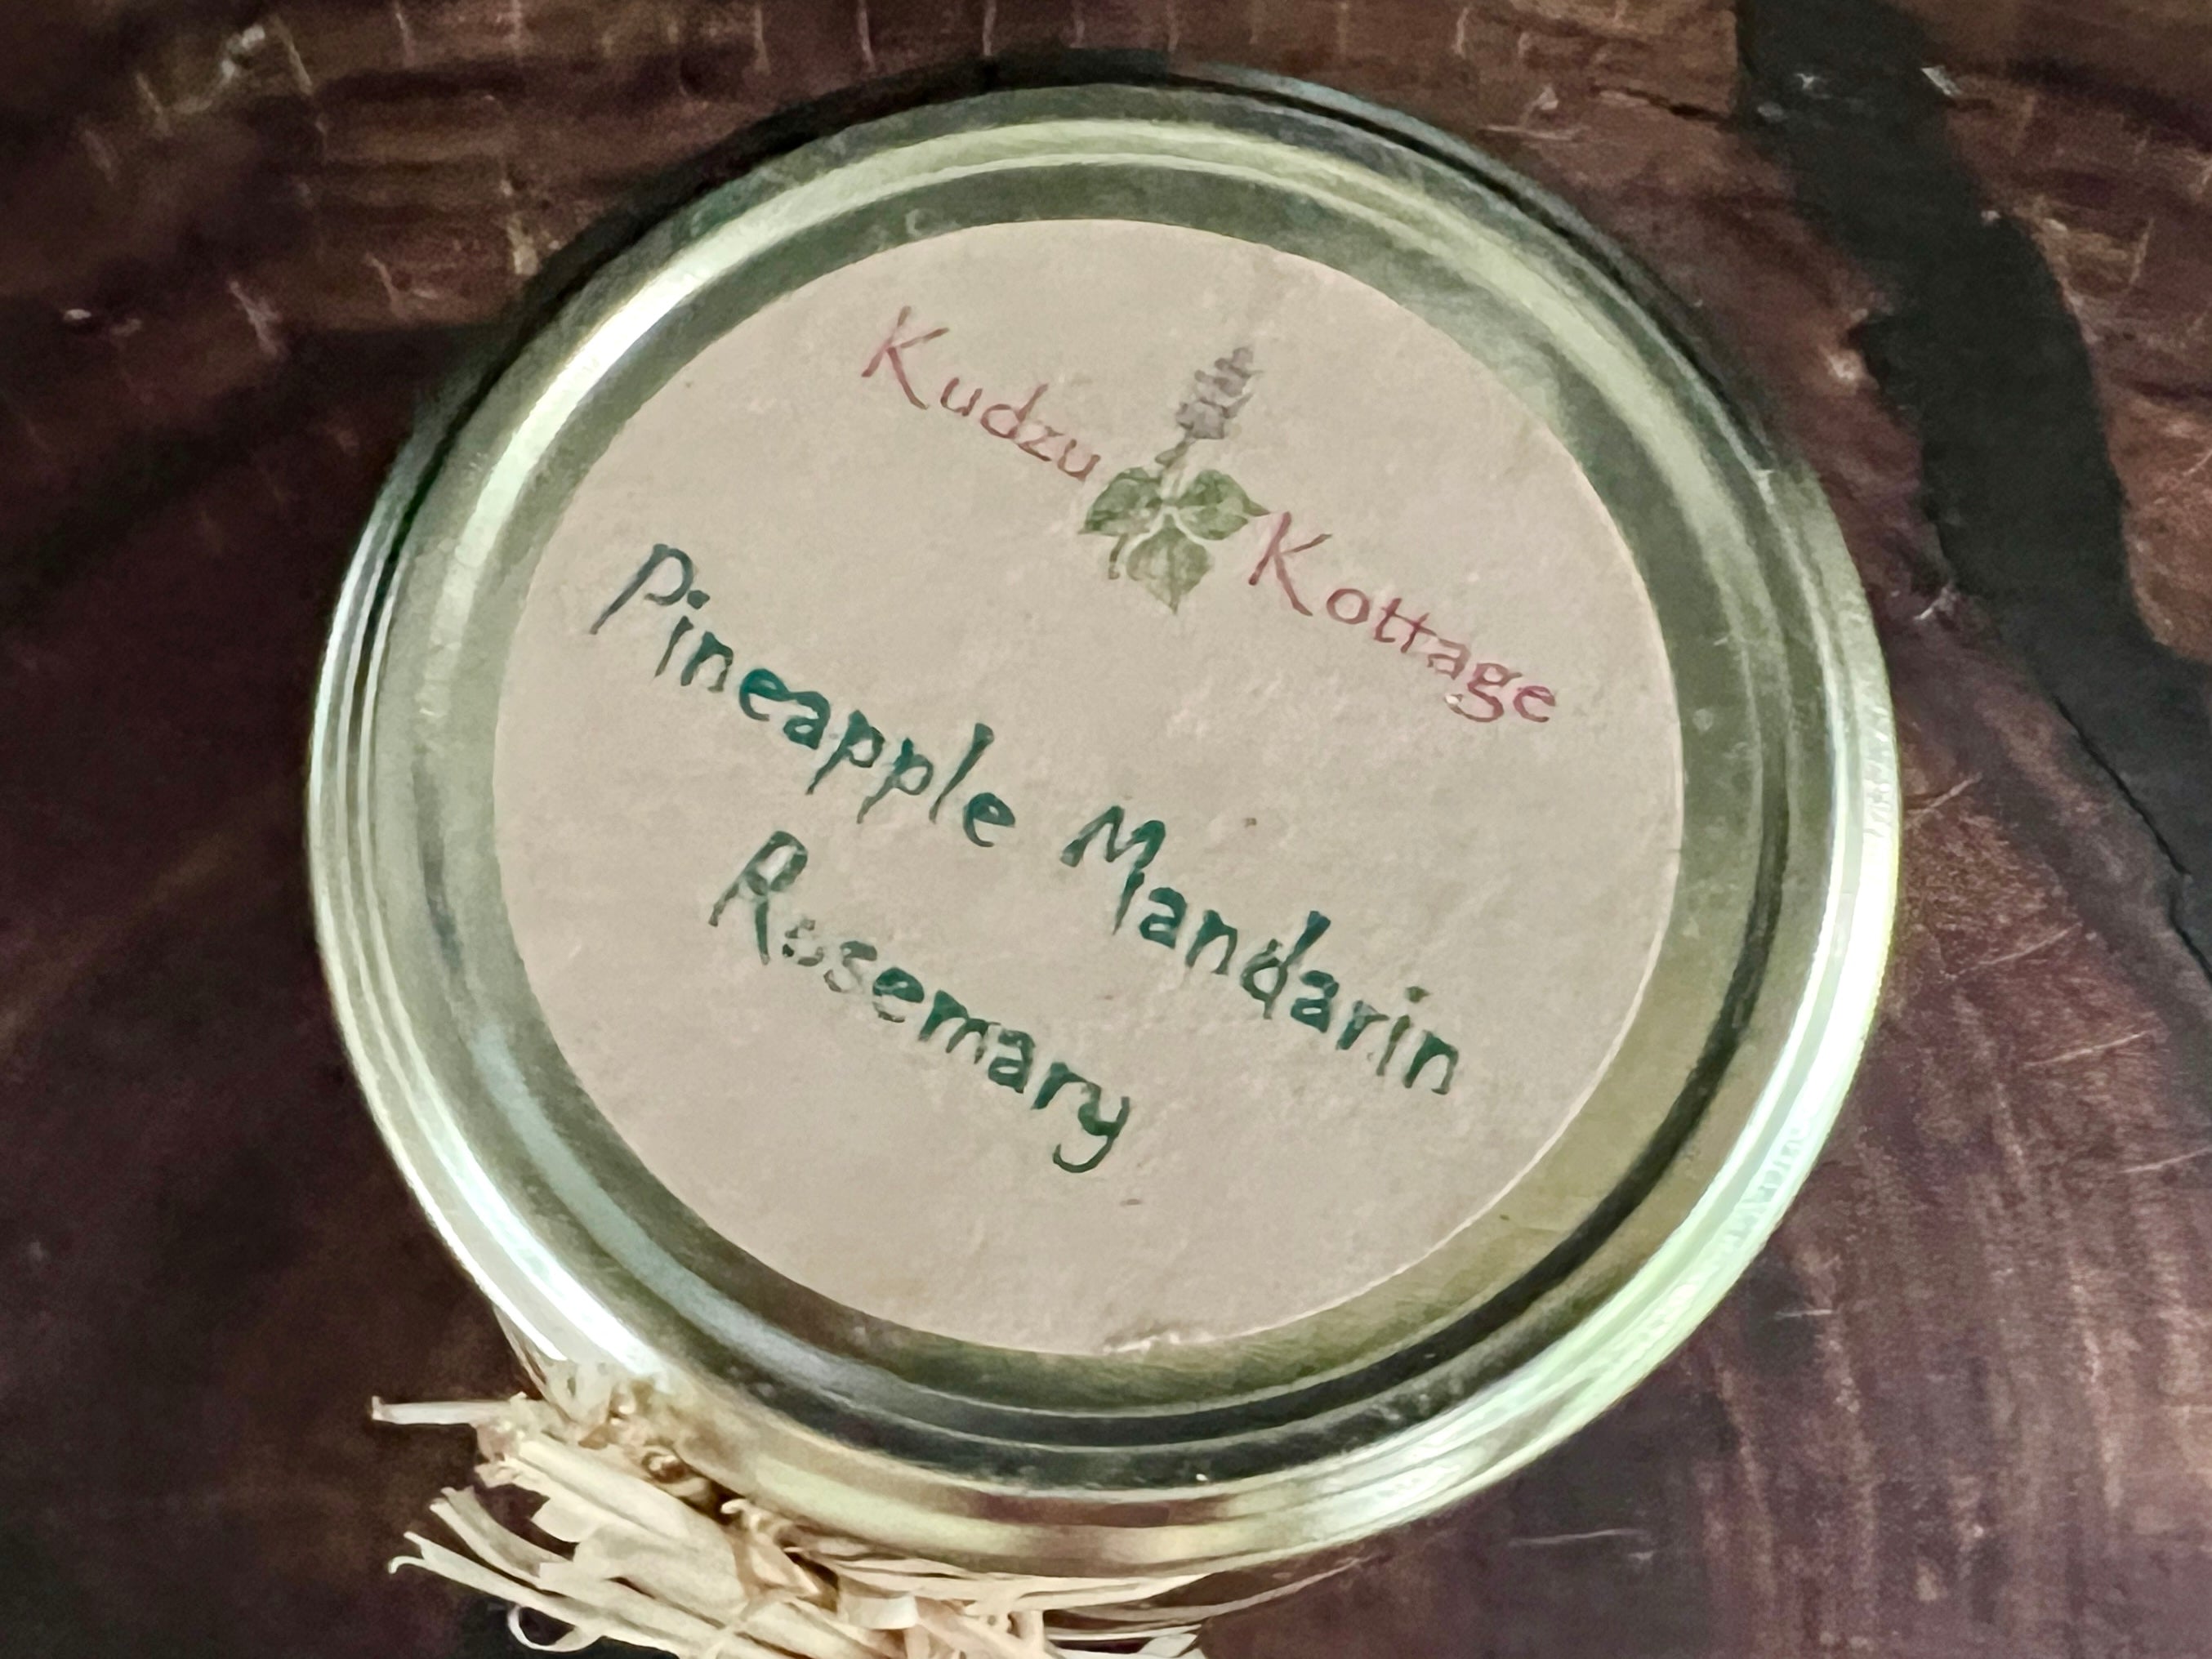 Kudzu Kottage
Pineapple Mandarin
Rosemary